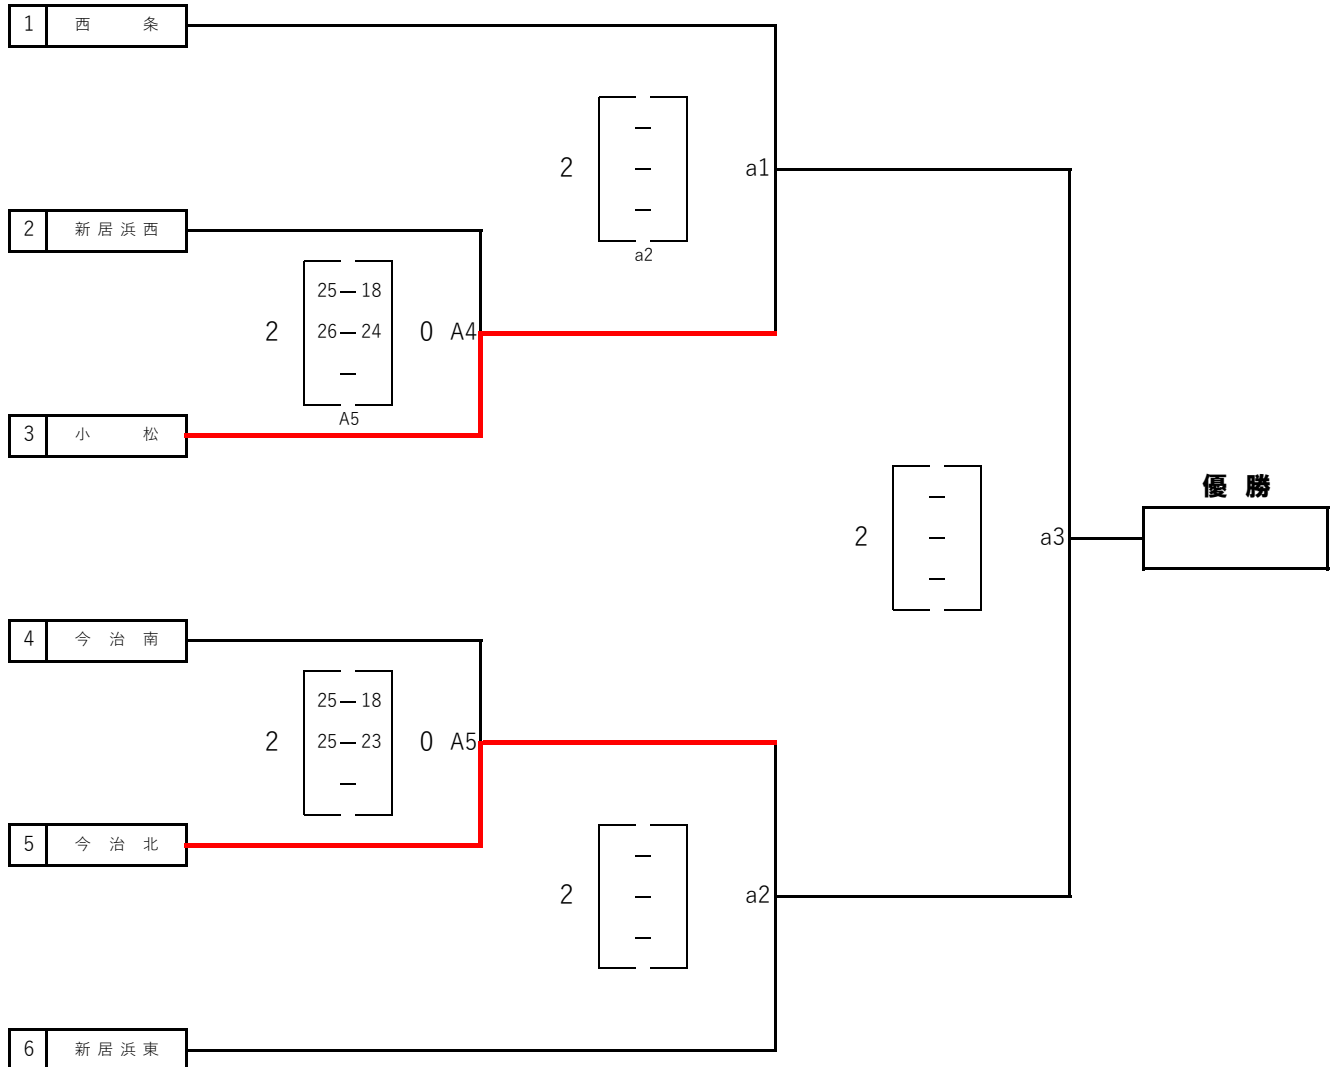 1 西 条
2 a1
a2
2 新居浜西
25－18
2 26－24 0 A4
－
A5
3 小 松
優 勝
2 a3
4 今 治 南
25－18
2 25－23 0 A5
－
5 今 治 北
2 a2
6 新居浜東